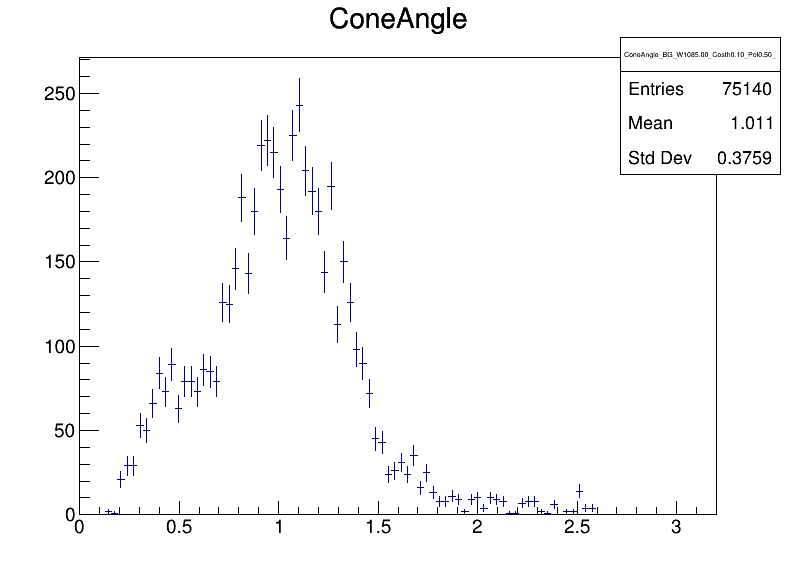 ConeAngle
ConeAngle_BG_W1085.00_Costh0.10_Pol0.50_
Entries 75140
Mean 1.011
Std Dev 0.3759
250
200
150
100
50
0
0 0.5 1 1.5 2 2.5 3